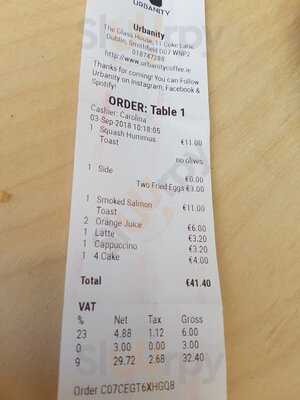 URBANITY
Urbanity
The Glass House, 11 Coke Lane
Dublin, Smithfield D07 WNP2
018747288
http://www.urbanitycoffee.ie
Thanks for coming! You can Follow
Urbanity on Instagram, Facebook &
Spotify!
ORDER: Table 1
Cashier: Carolina
03-Sep-2018 10:18:05
1 Squash Hummus €11.00
Toast
no olives
1 Side €0.00
Two Fried Eggs €3.00
1 Smoked Salmon €11.00
Toast
2 Orange Juice €6.00
1 Latte €3.20
1 Cappuccino €3.20
1 4 Cake €4.00
Total €41.40
VAT
% Net Tax Gross
23 4.88 1.12 6.00
0 3.00 0.00 3.00
9 29.72 2.68 32.40
Order C07CEGT6XHGQ8